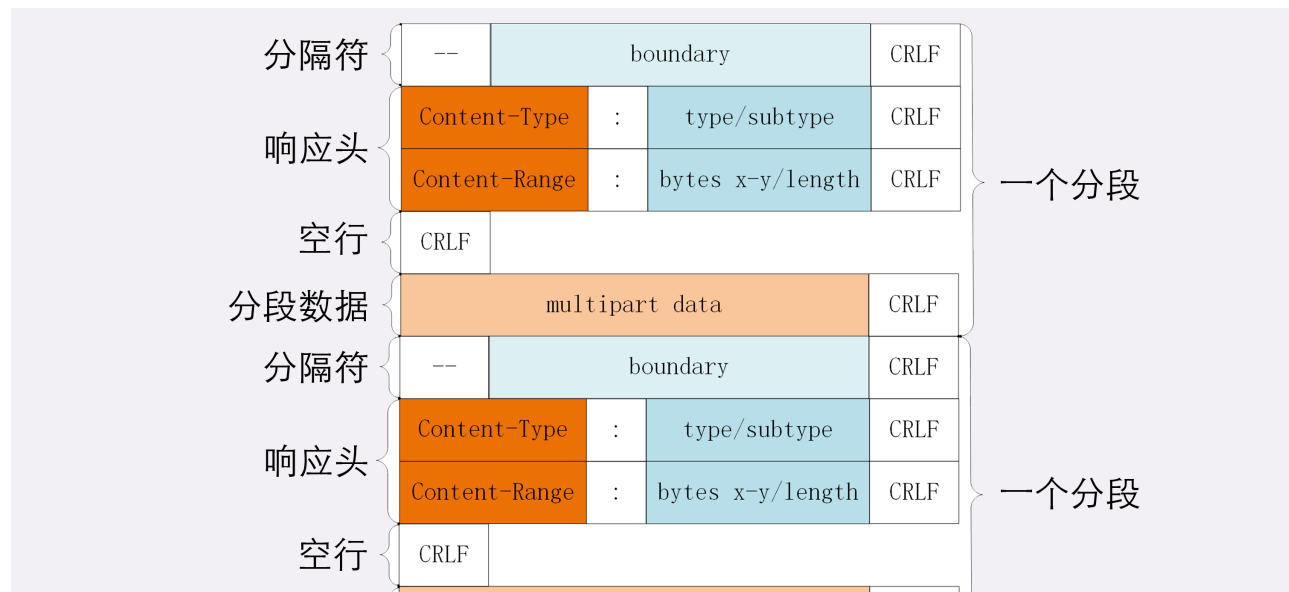 分隔符 -- boundary CRLF
Content-Type : type/subtype CRLF
响应头
Content-Range : bytes x-y/length CRLF
一个分段
空行 CRLF
分段数据 multipart data CRLF
分隔符 -- boundary CRLF
Content-Type : type/subtype CRLF
响应头
Content-Range : bytes x-y/length CRLF
一个分段
空行 CRLF